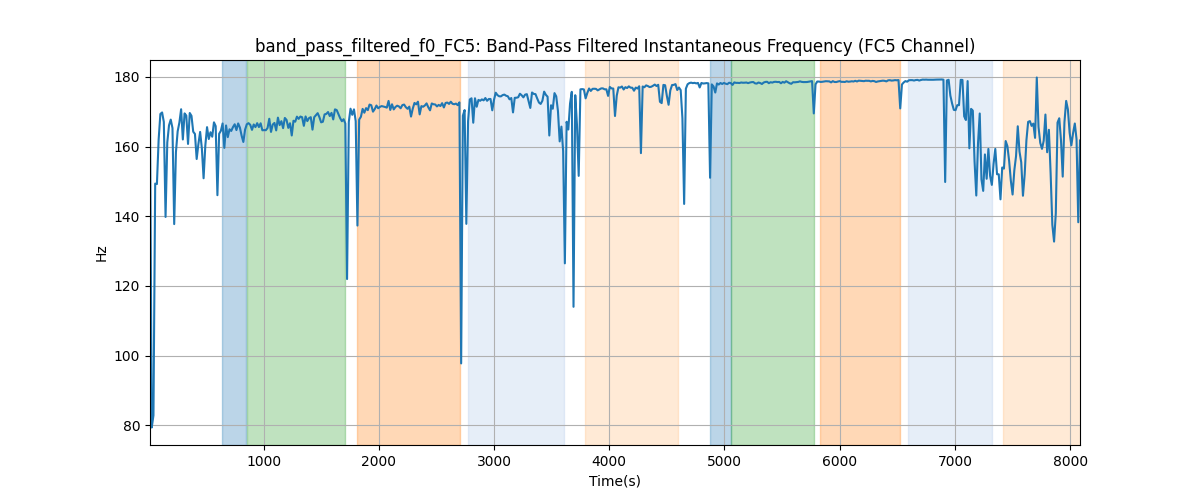 band_pass_filtered_f0_FC5: Band-Pass Filtered Instantaneous Frequency (FC5 Channel)
180
160
140
120
100
80
Hz
1000 2000 3000 4000 5000 6000 7000 8000
Time(s)